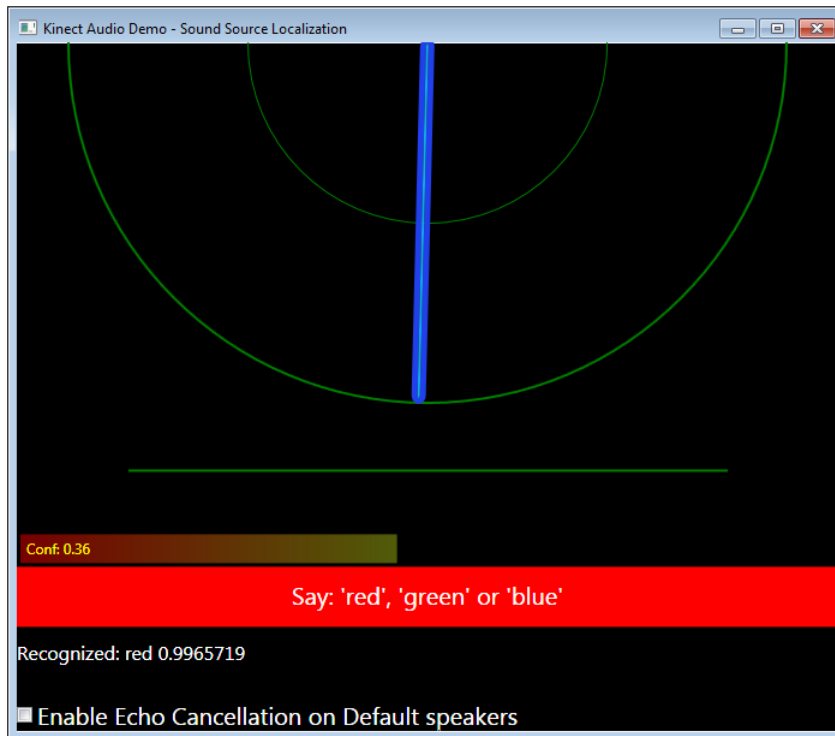 Kinect Audio Demo - Sound Source Localization
Conf: 0.36
Say: 'red', 'green' or 'blue'
Recognized: red 0.9965719
Enable Echo Cancellation on Default speakers